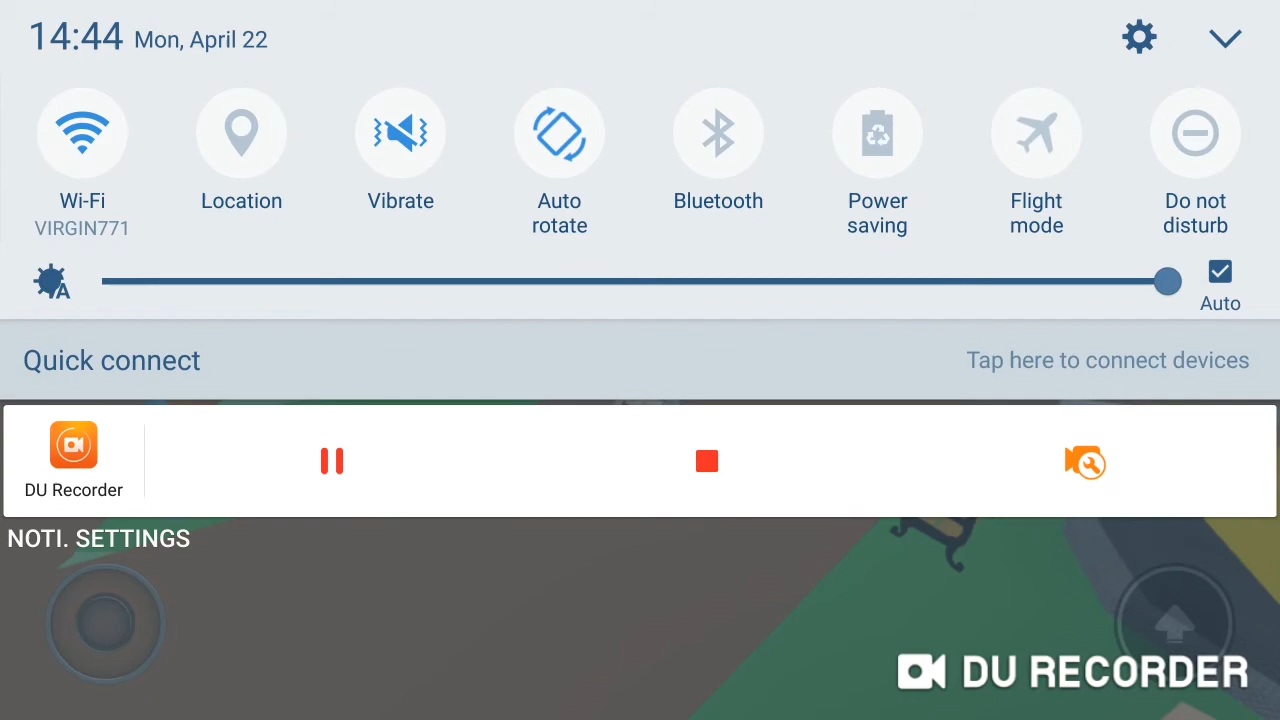 14:44 Mon, April 22
Wi-Fi
VIRGIN771
Location
Vibrate
Auto
rotate
Bluetooth
Power
saving
Flight
mode
Do not
disturb
A
Auto
Quick connect
Tap here to connect devices
DU Recorder
NOTI. SETTINGS
DU RECORDER